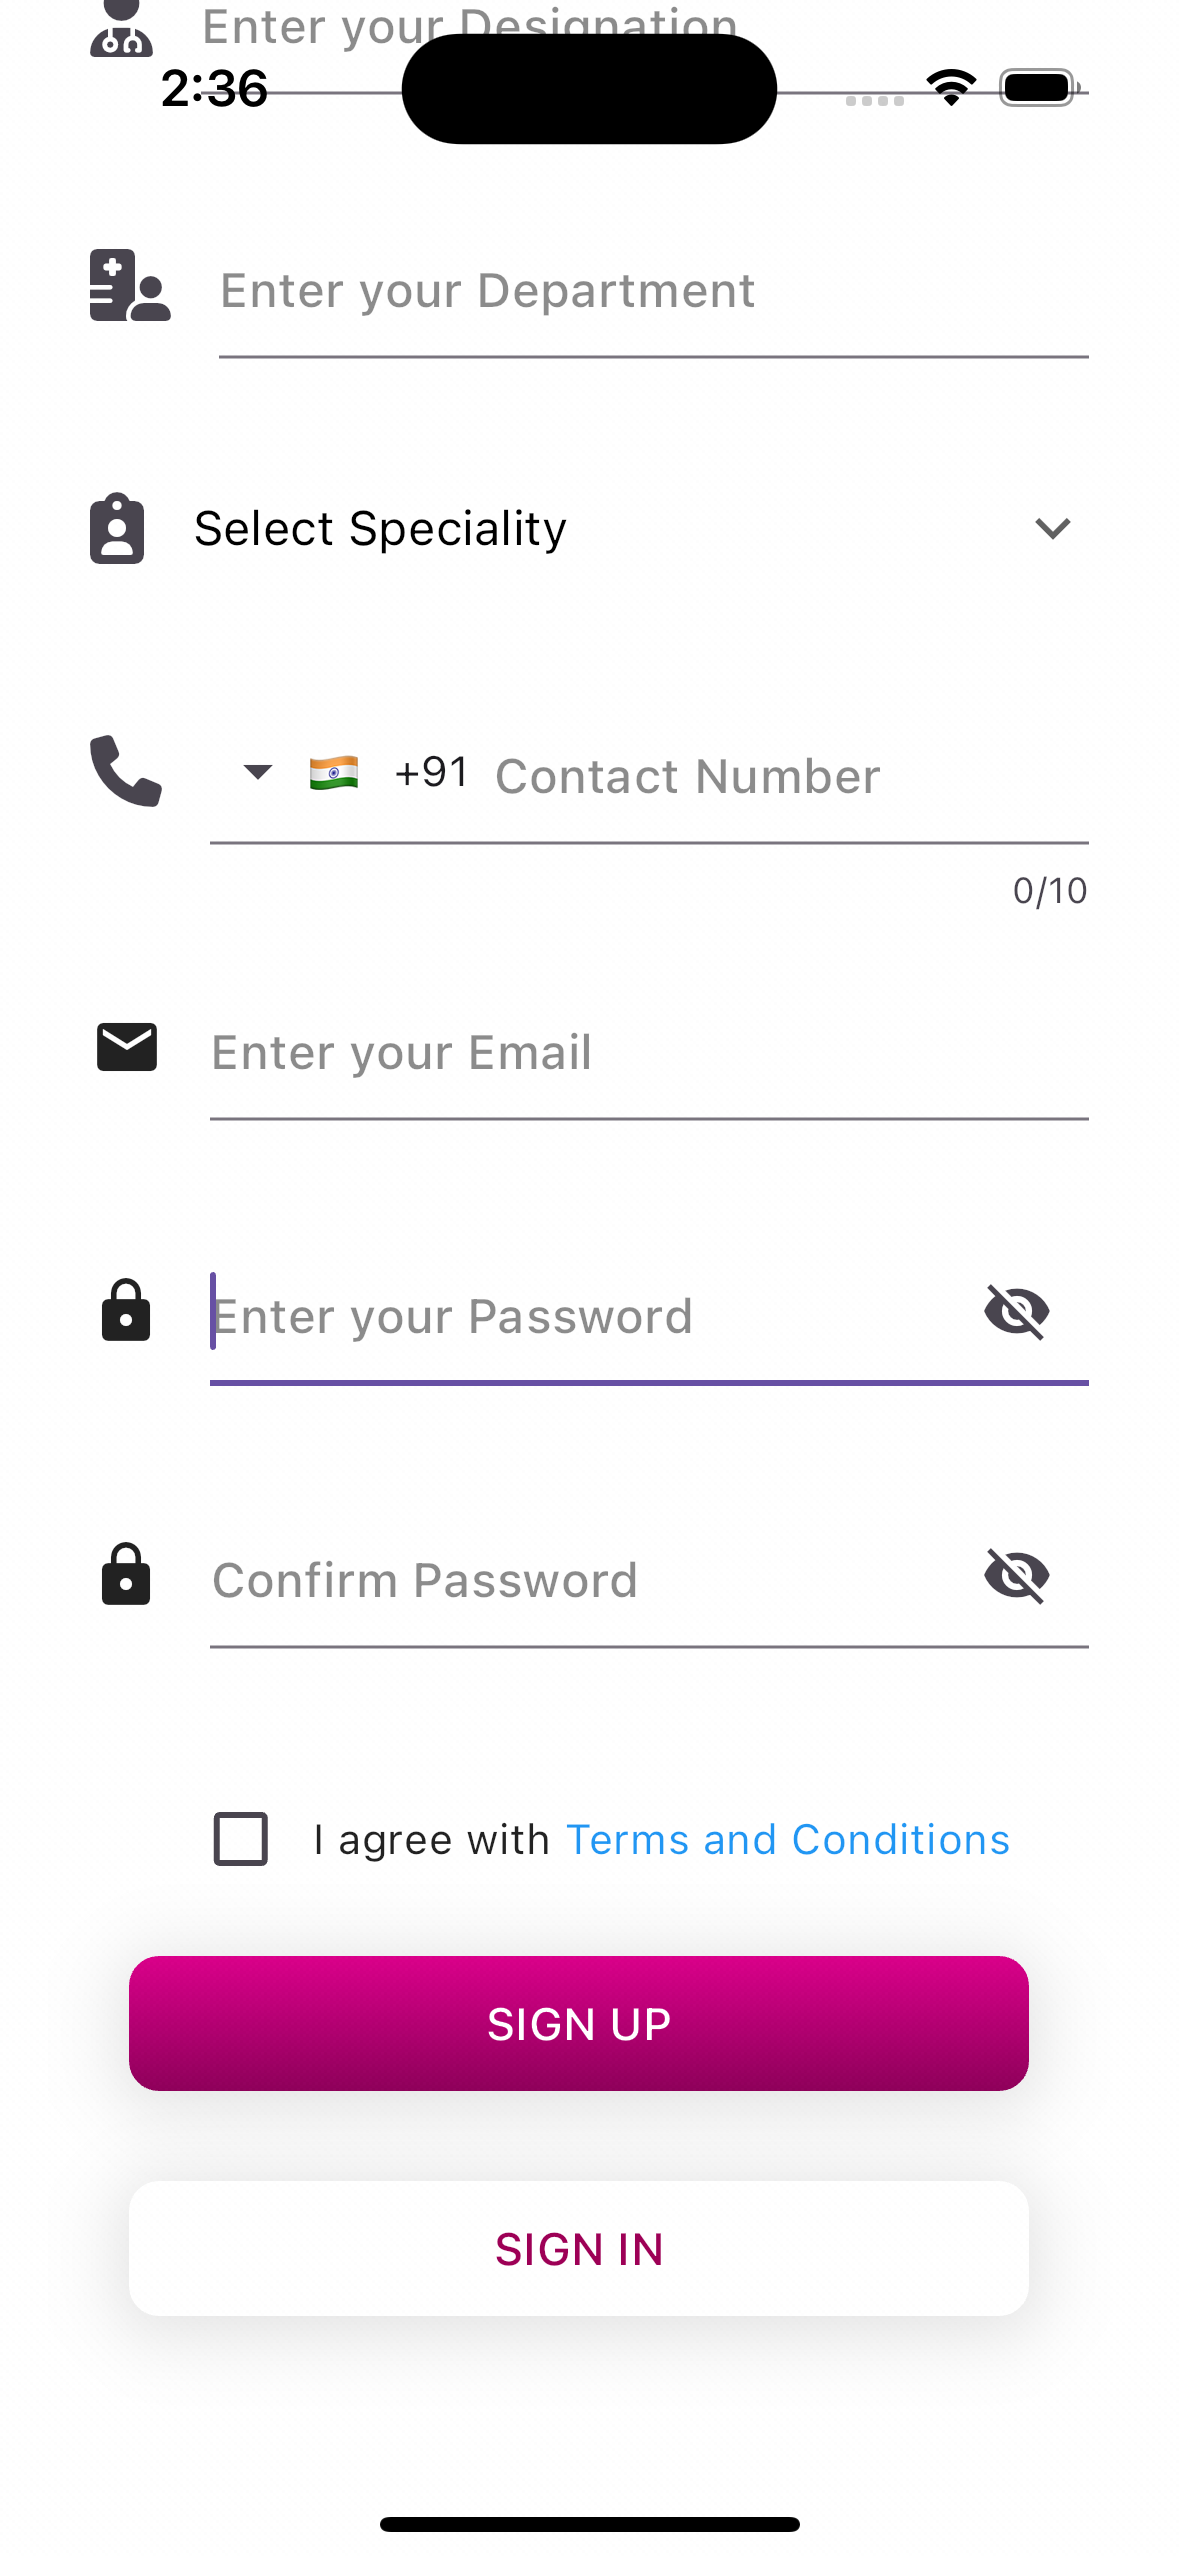 Enter your Designation
2:36
Enter your Department
Select Speciality
+91 Contact Number
0/10
Enter your Email
Enter your Password
Confirm Password
I agree with Terms and Conditions
SIGN UP
SIGN IN